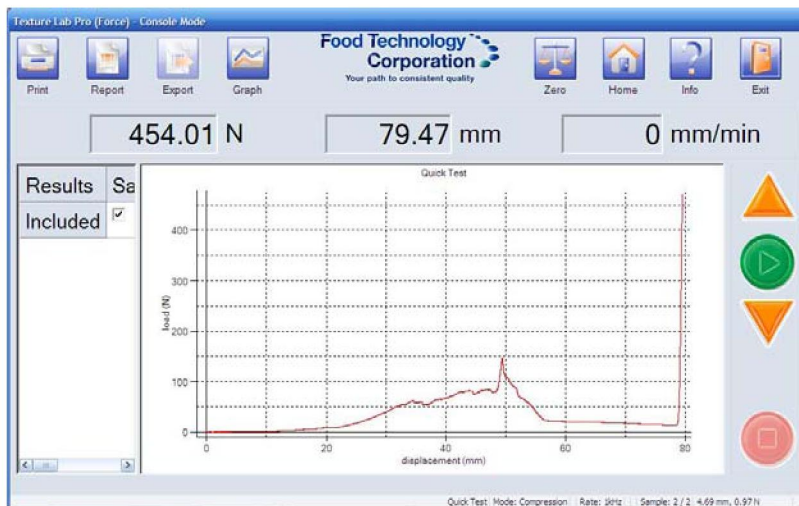 Texture Lab Pro (Force) - Console Mode
Print
Report
Export
Graph
Food Technology
Corporation
Your path to consistent quality
Zero
Home
Info
Exit
454.01 N
79.47 mm
0 mm/min
Results Sa
Included
Quick Test
load (N)
400
300
200
100
0
0 20 40 60 80
displacement (mm)
Quick Test Mode: Compression Rate: 1kHz Sample: 2 / 2 4.69 mm, 0.97 N